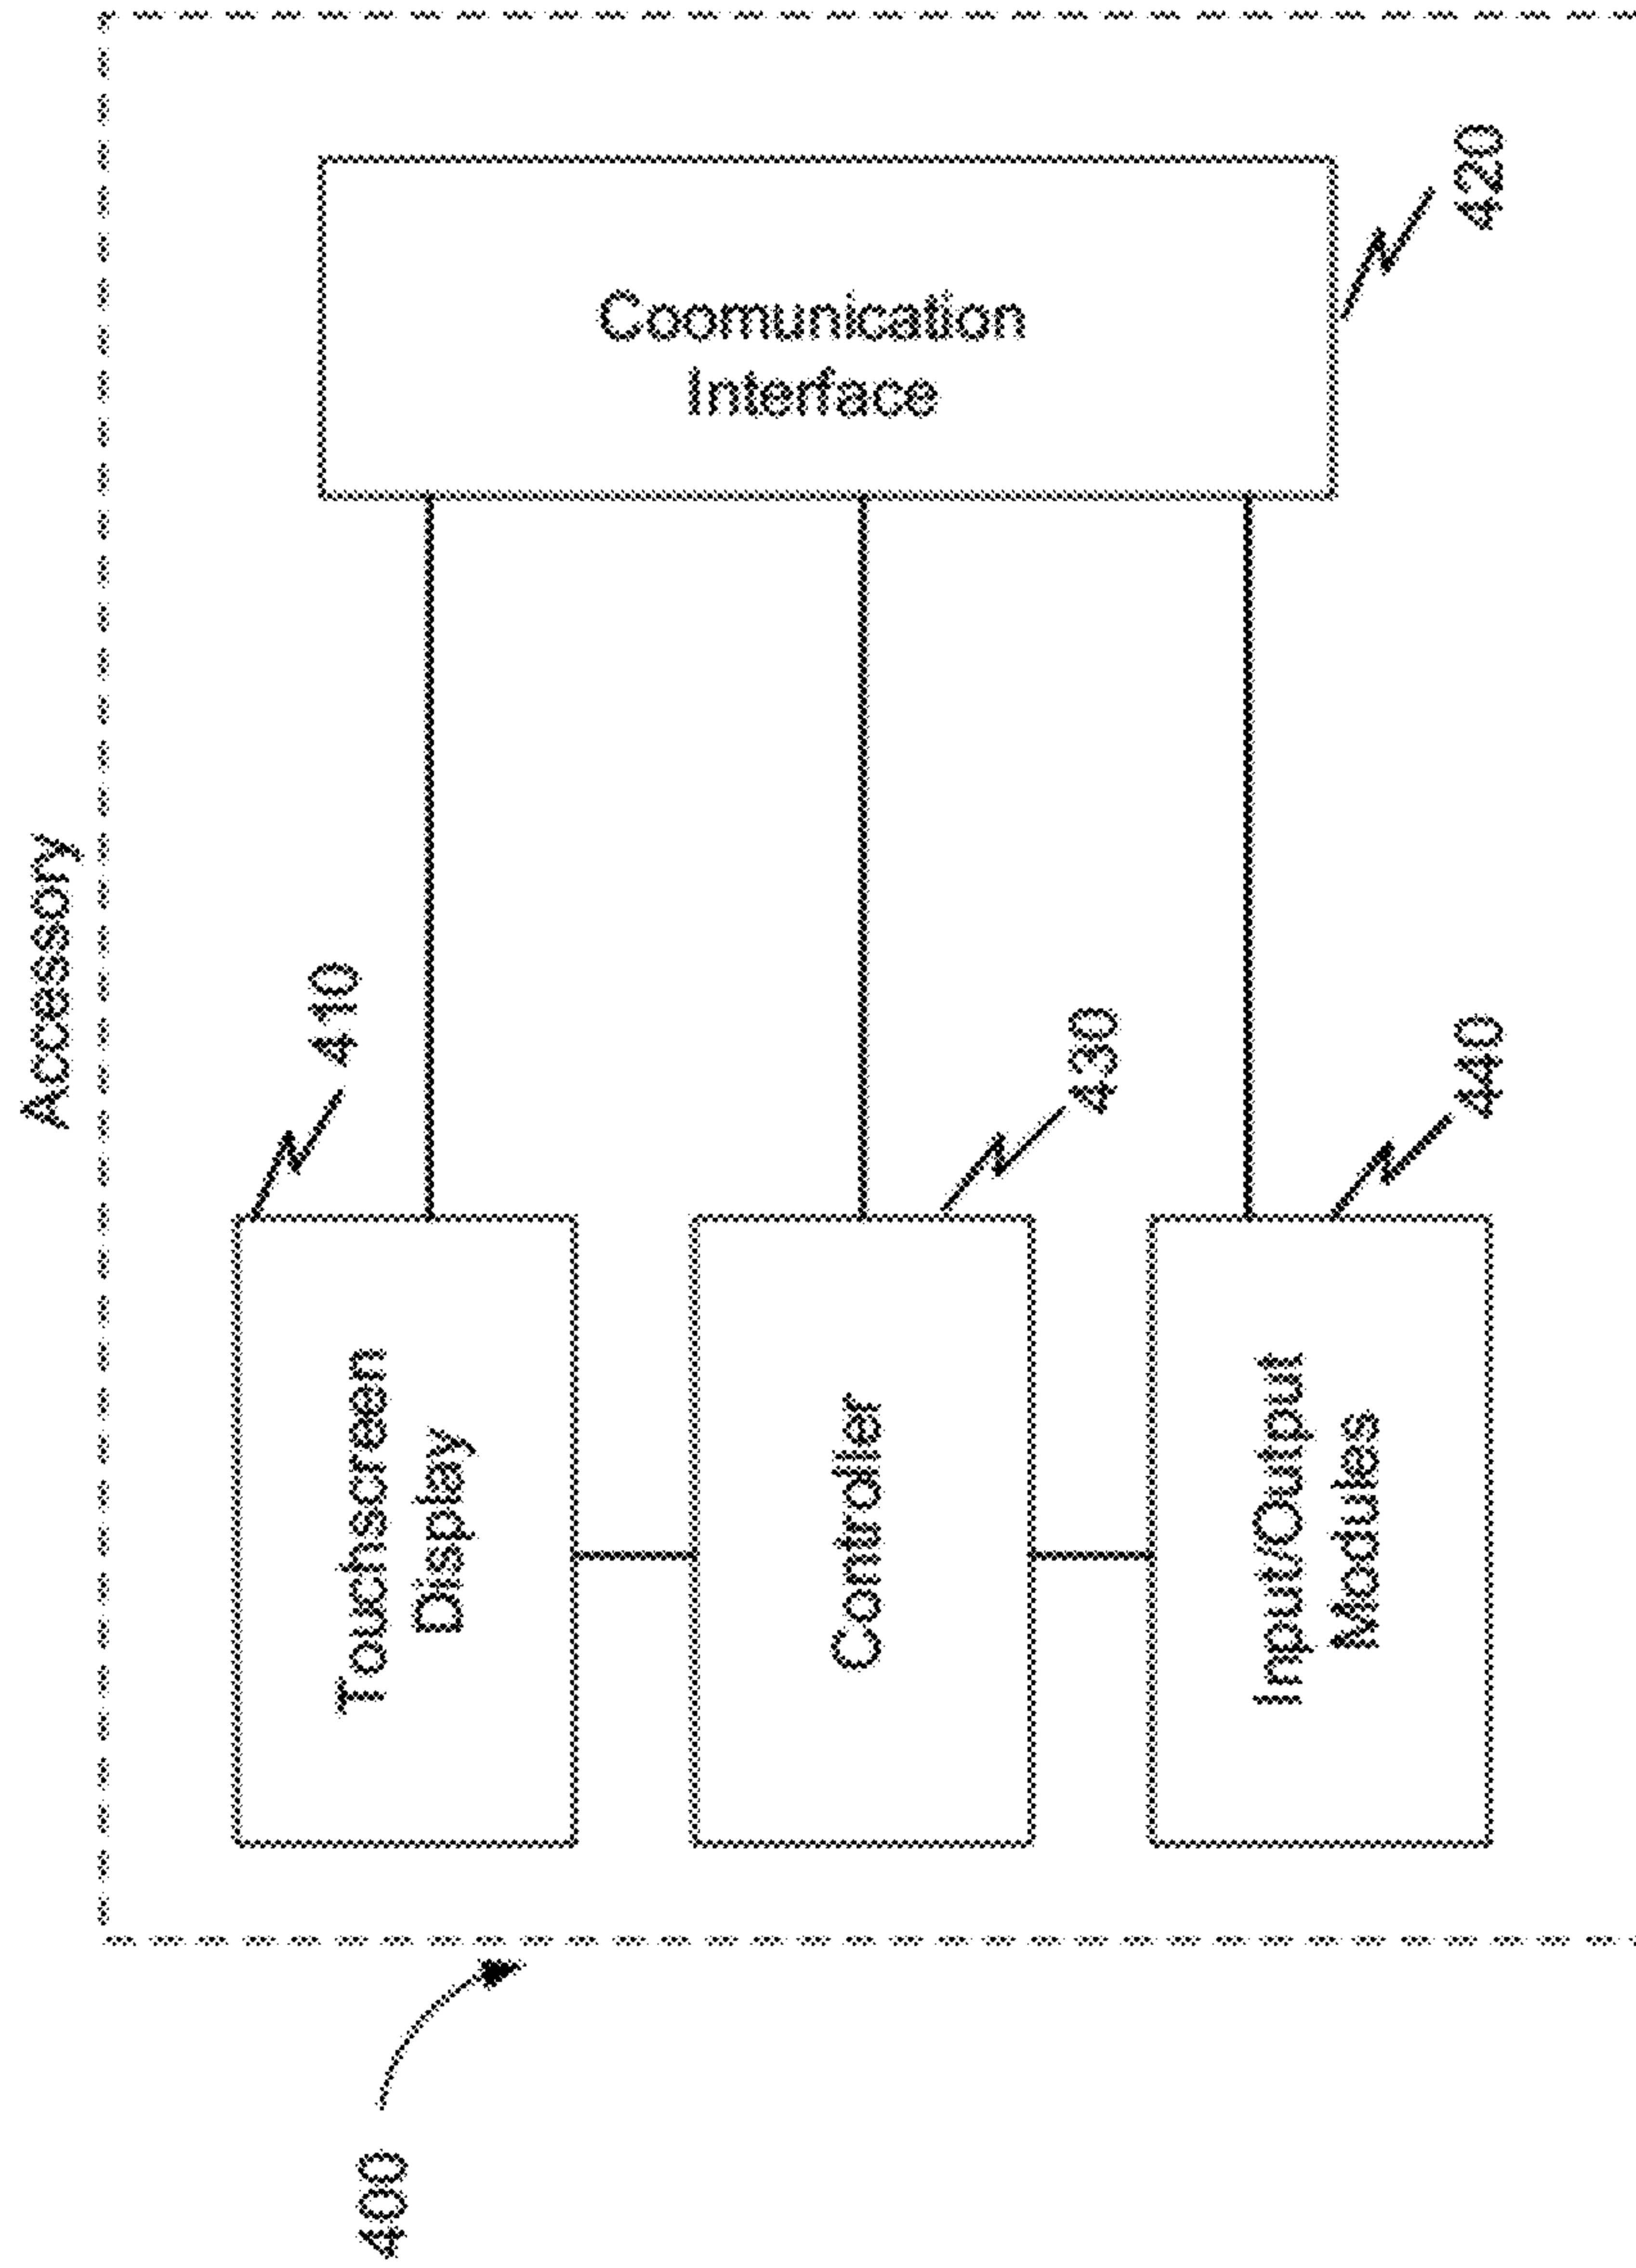 Accessory
410
Touchscreen
Display
430
Controller
440
Input/Output
Modules
Coomunication
Interface
420
400